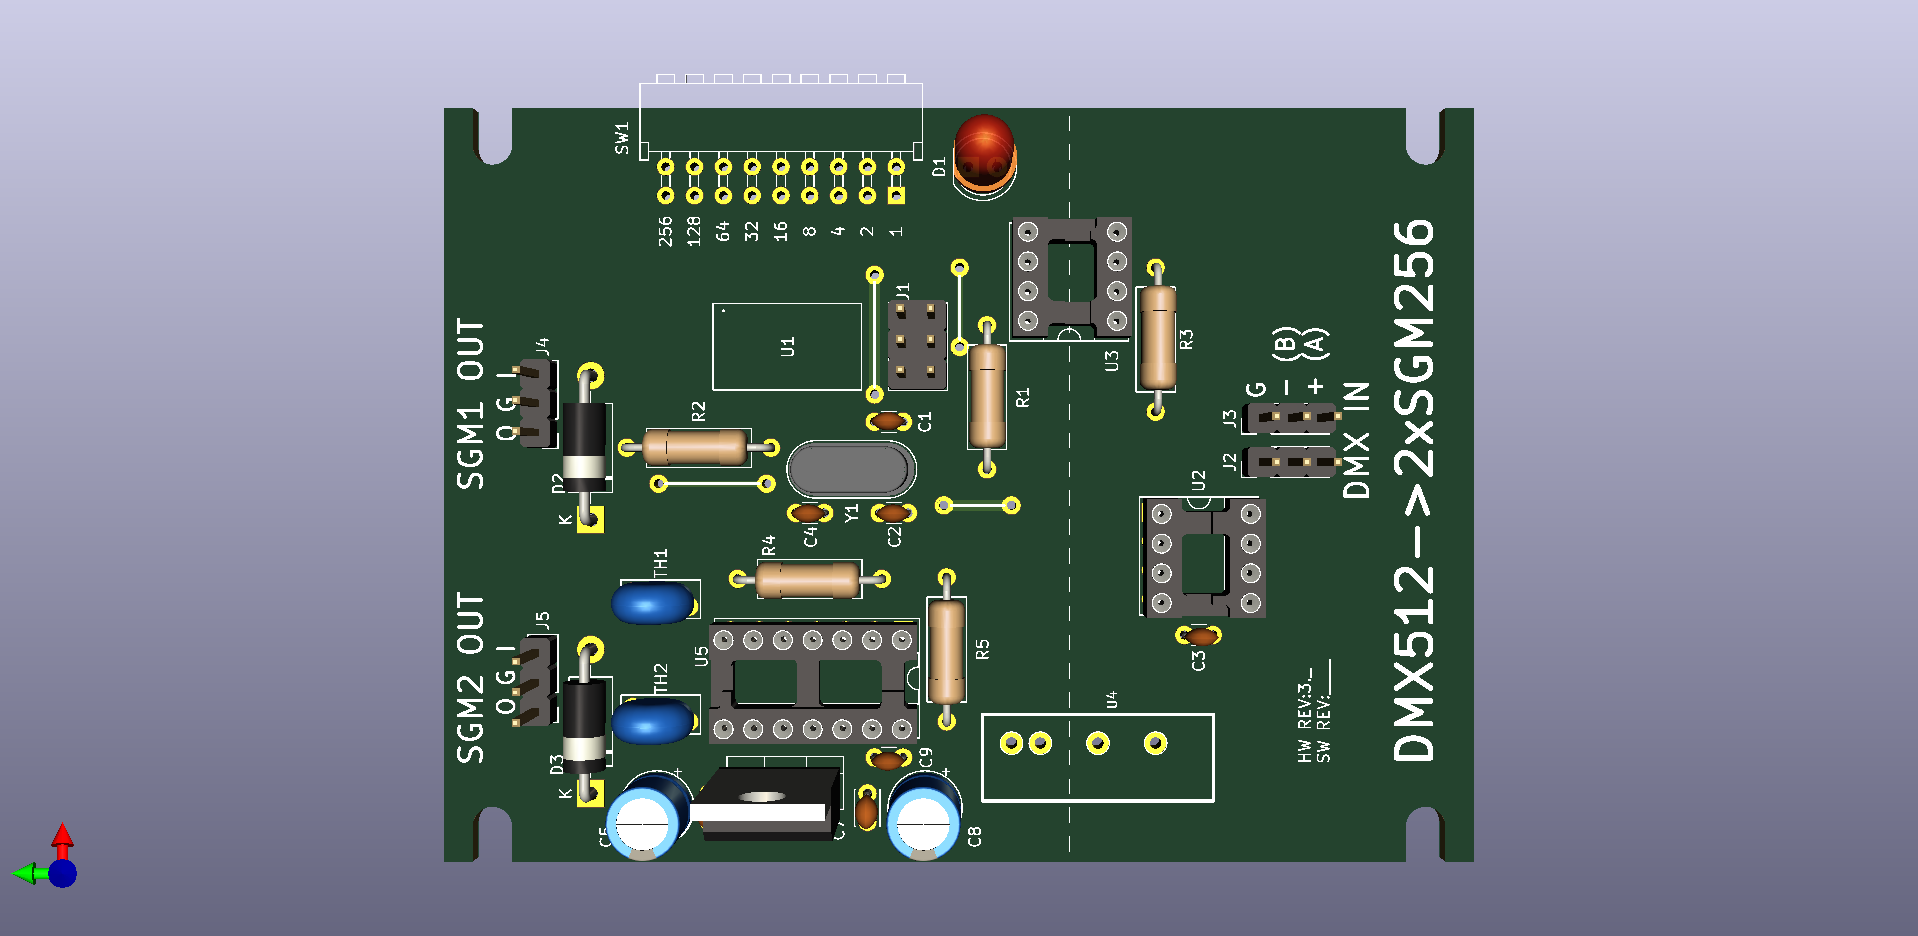 SW1
D1
256 128 64 32 16 8 4 2 1
J1
U1
U3
R3
J4
SGM1 OUT
O G I
R2
C1
R1
D2
K
C4
Y1
C2
(B)
(A)
G - +
J3
J2
DMX IN
U2
DMX512->2xSGM256
R4
TH1
J5
SGM2 OUT
O G I
U5
R5
C3
TH2
U4
HW REV:3._
SW REV:__
D3
K
C9
+
+
C5
C7
C8